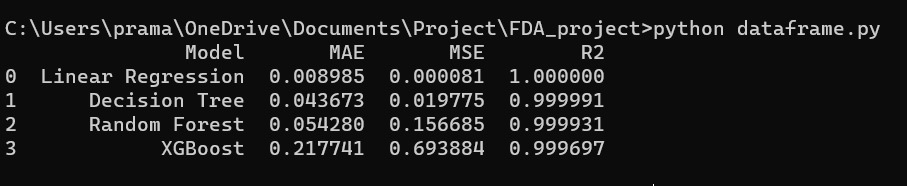 C:\Users\prama\OneDrive\Documents\Project\FDA_project>python dataframe.py
Model MAE MSE R2
0 Linear Regression 0.008985 0.000081 1.000000
1 Decision Tree 0.043673 0.019775 0.999991
2 Random Forest 0.054280 0.156685 0.999931
3 XGBoost 0.217741 0.693884 0.999697